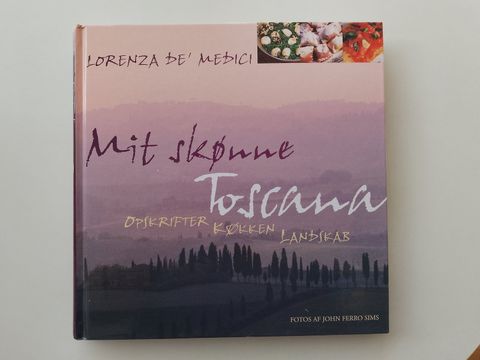 LORENZA DE' MEDICI
Mit skønne
Toscana
OPSKRIFTER KØKKEN LANDSKAB
FOTOS AF JOHN FERRO SIMS